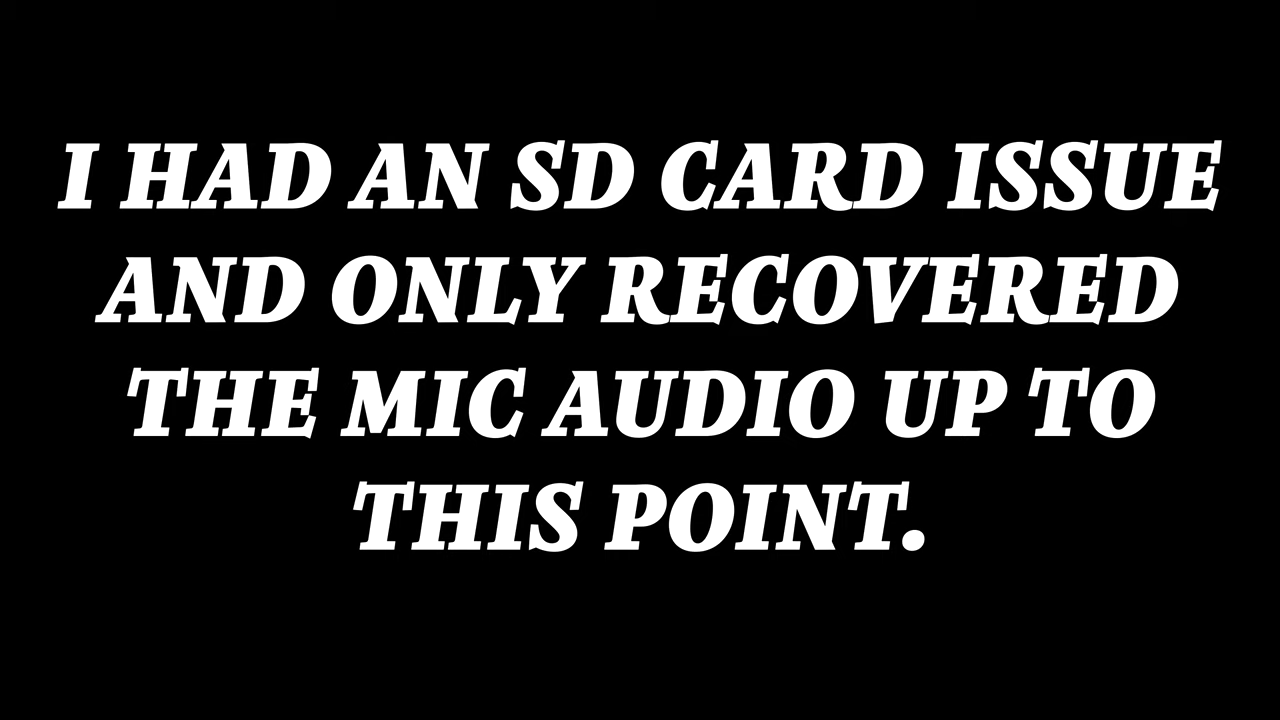 I HAD AN SD CARD ISSUE
AND ONLY RECOVERED
THE MIC AUDIO UP TO
THIS POINT.